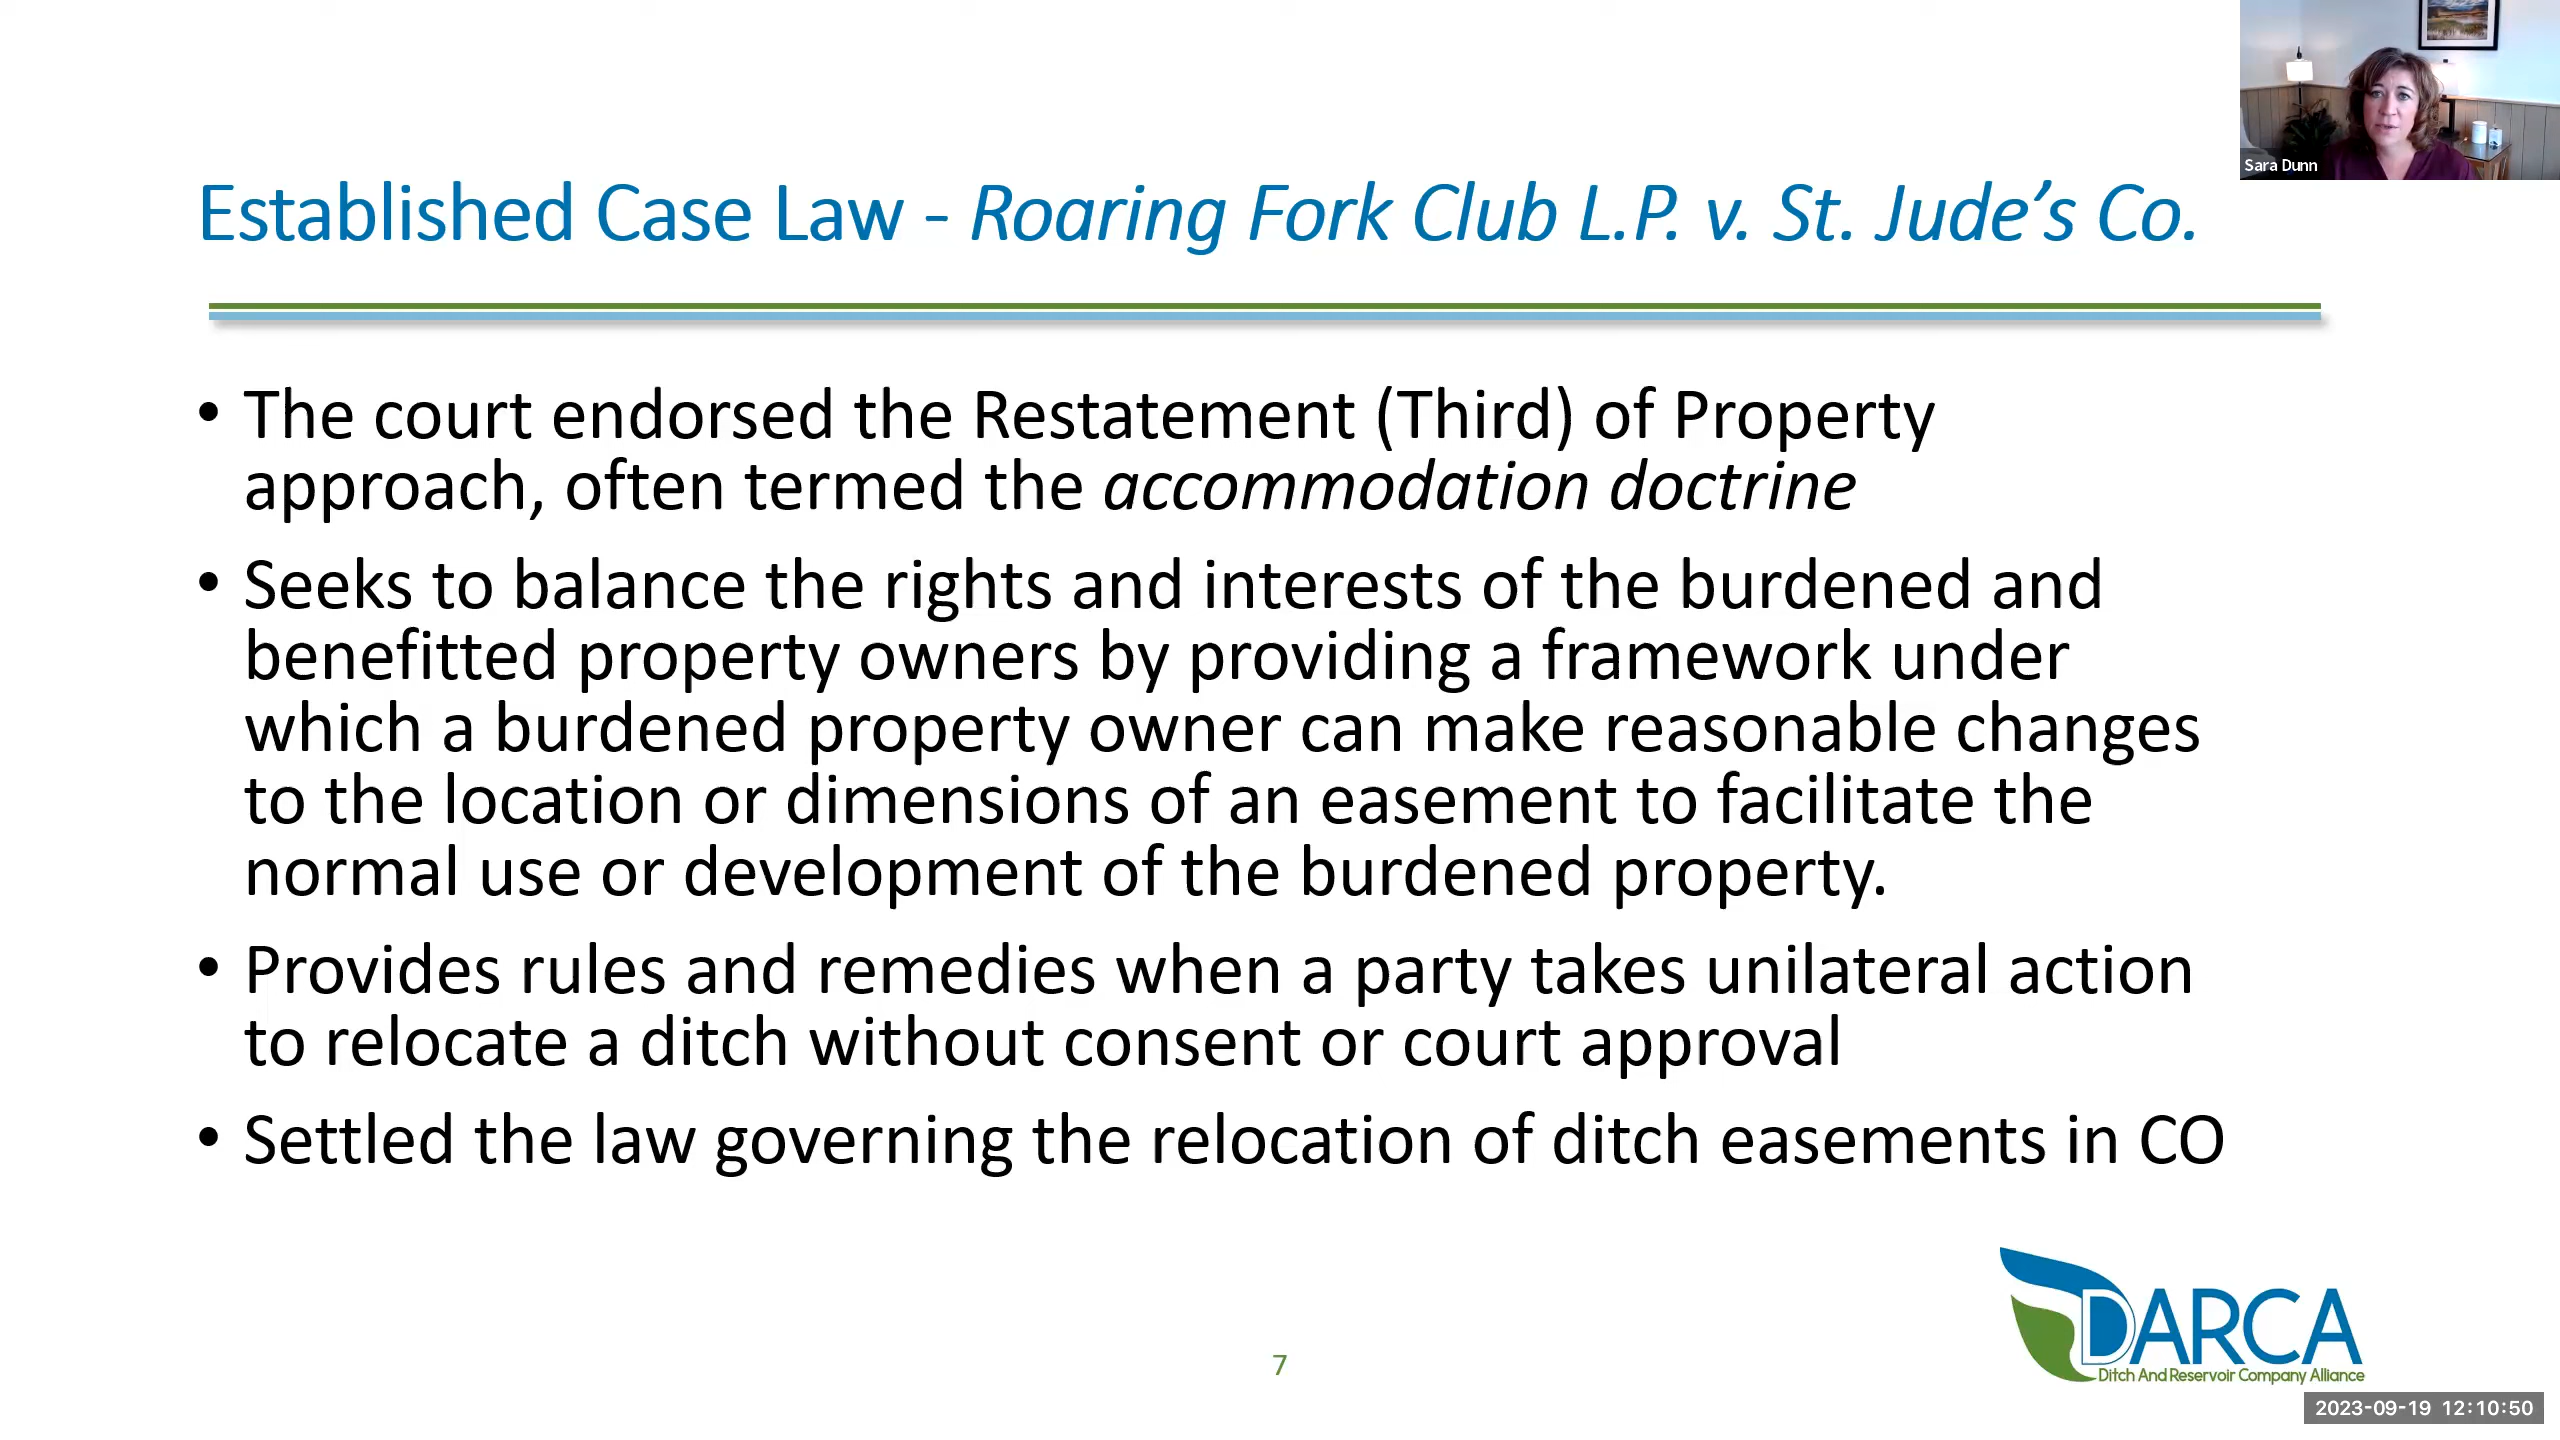 Sara Dunn
Established Case Law - Roaring Fork Club L.P. v. St. Jude’s Co.
• The court endorsed the Restatement (Third) of Property
approach, often termed the accommodation doctrine
• Seeks to balance the rights and interests of the burdened and
benefitted property owners by providing a framework under
which a burdened property owner can make reasonable changes
to the location or dimensions of an easement to facilitate the
normal use or development of the burdened property.
• Provides rules and remedies when a party takes unilateral action
to relocate a ditch without consent or court approval
• Settled the law governing the relocation of ditch easements in CO
DARCA
Ditch And Reservoir Company Alliance
7
2023-09-19 12:10:50